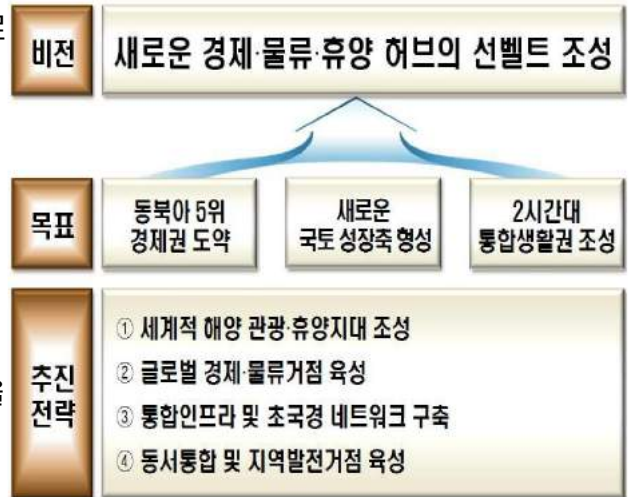 비전
새로운 경제·물류·휴양 허브의 선벨트 조성
목표
동북아 5위
경제권 도약
새로운
국토 성장축 형성
2시간대
통합생활권 조성
추진
전략
① 세계적 해양 관광·휴양지대 조성
② 글로벌 경제·물류거점 육성
③ 통합인프라 및 초국경 네트워크 구축
④ 동서통합 및 지역발전거점 육성